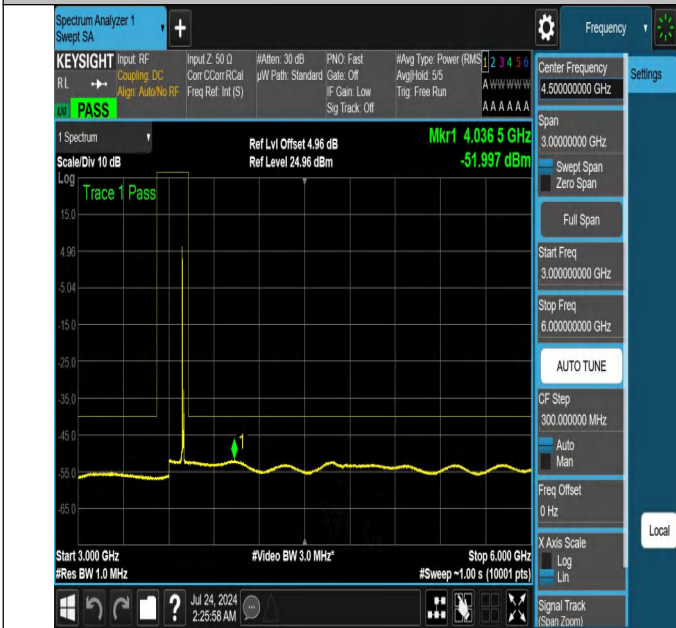 Spectrum Analyzer 1
Swept SA
+
Frequency
KEYSIGHT
RL
PASS
Input: RF
Coupling: DC
Align: Auto/No RF
Input Z: 50 Ω
Corr CCorr RCal
Freq Ref: Int (S)
#Atten: 30 dB
µW Path: Standard
PNO: Fast
Gate: Off
IF Gain: Low
Sig Track: Off
#Avg Type: Power (RMS
Avg|Hold: 5/5
Trig: Free Run
1 2 3 4 5 6
A W W W W W
A A A A A A
1 Spectrum
Scale/Div 10 dB
Log
Ref Lvl Offset 4.96 dB
Ref Level 24.96 dBm
Mkr1 4.036 5 GHz
-51.997 dBm
Trace 1 Pass
15.0
4.96
-5.04
-15.0
-25.0
-35.0
-45.0
-55.0
-65.0
1
Start 3.000 GHz
#Res BW 1.0 MHz
#Video BW 3.0 MHz*
Stop 6.000 GHz
#Sweep ~1.00 s (10001 pts)
Jul 24, 2024
2:25:58 AM
Center Frequency
4.500000000 GHz
Settings
Span
3.00000000 GHz
Swept Span
Zero Span
Full Span
Start Freq
3.000000000 GHz
Stop Freq
6.000000000 GHz
AUTO TUNE
CF Step
300.000000 MHz
Auto
Man
Freq Offset
0 Hz
X Axis Scale
Log
Lin
Local
Signal Track
(Span Zoom)